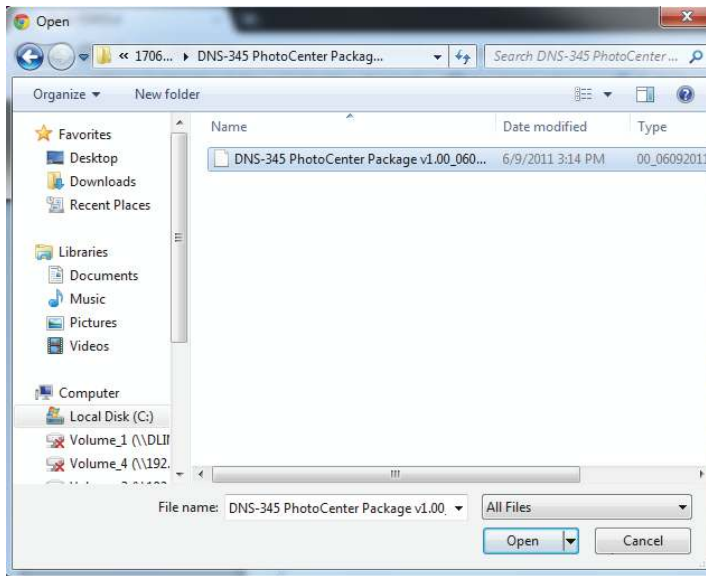 Open
« 1706... ▸ DNS-345 PhotoCenter Packag...
Search DNS-345 PhotoCenter ...
Organize
New folder
Name
Date modified
Type
DNS-345 PhotoCenter Package v1.00_060...
6/9/2011 3:14 PM
00_06092011
Favorites
Desktop
Downloads
Recent Places
Libraries
Documents
Music
Pictures
Videos
Computer
Local Disk (C:)
Volume_1 (\\DLI
Volume_4 (\\192.
File name:
DNS-345 PhotoCenter Package v1.00_
All Files
Open
Cancel